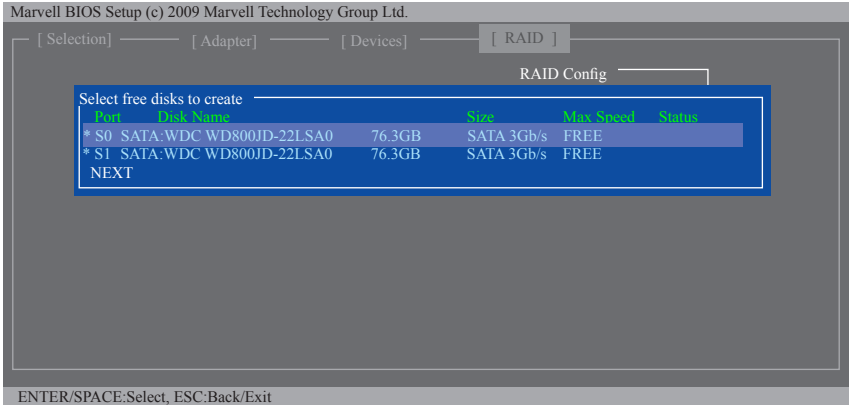 Marvell BIOS Setup (c) 2009 Marvell Technology Group Ltd.
[ Selection] [ Adapter] [ Devices] [ RAID ]
RAID Config
Select free disks to create
Port Disk Name Size Max Speed Status
* S0 SATA:WDC WD800JD-22LSA0 76.3GB SATA 3Gb/s FREE
* S1 SATA:WDC WD800JD-22LSA0 76.3GB SATA 3Gb/s FREE
NEXT
ENTER/SPACE:Select, ESC:Back/Exit